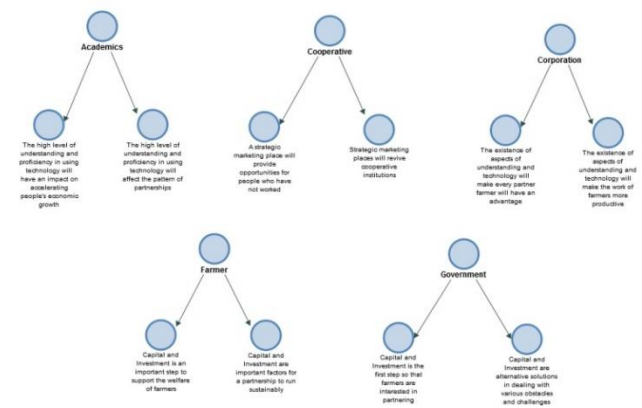 Academics
The high level of
understanding and
proficiency in using
technology will
have an impact on
accelerating
people's economic
growth
The high level of
understanding and
proficiency in using
technology will
affect the pattern of
partnerships
Cooperative
A strategic
marketing place will
provide
opportunities for
people who have
not worked
Strategic marketing
places will revive
cooperative
institutions
Corporation
The existence of
aspects of
understanding and
technology will
make every partner
farmer will have an
advantage
The existence of
aspects of
understanding and
technology will
make the work of
farmers more
productive
Farmer
Capital and
Investment is an
important step to
support the welfare
of farmers
Capital and
Investment are
important factors for
a partnership to run
sustainably
Government
Capital and
Investment is the
first step so that
farmers are
interested in
partnering
Capital and
Investment are
alternative solutions
in dealing with
various obstacles
and challenges